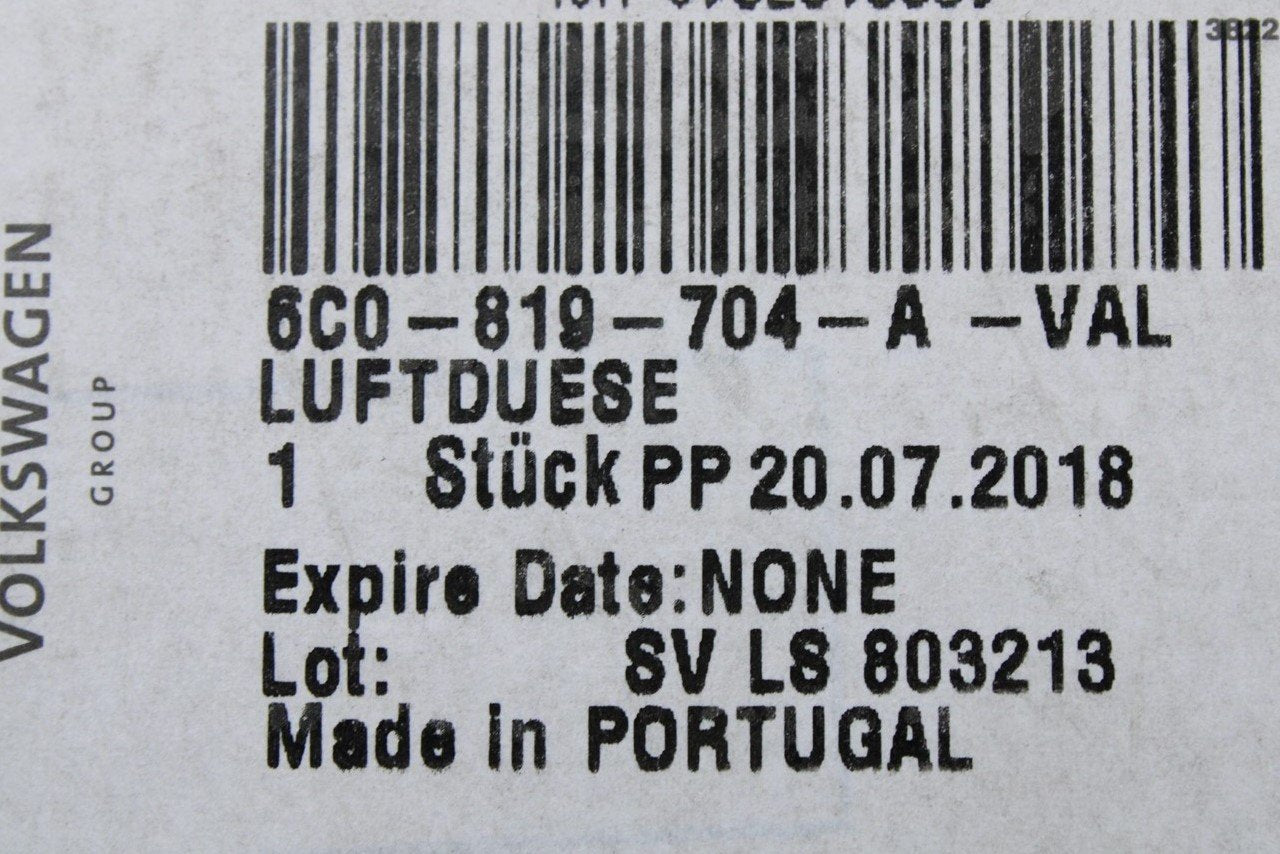 3822
6C0-819-704-A -VAL
LUFTDUESE
1 Stück PP 20.07.2018
Expire Date:NONE
Lot: SV LS 803213
Made in PORTUGAL
VOLKSWAGEN
GROUP